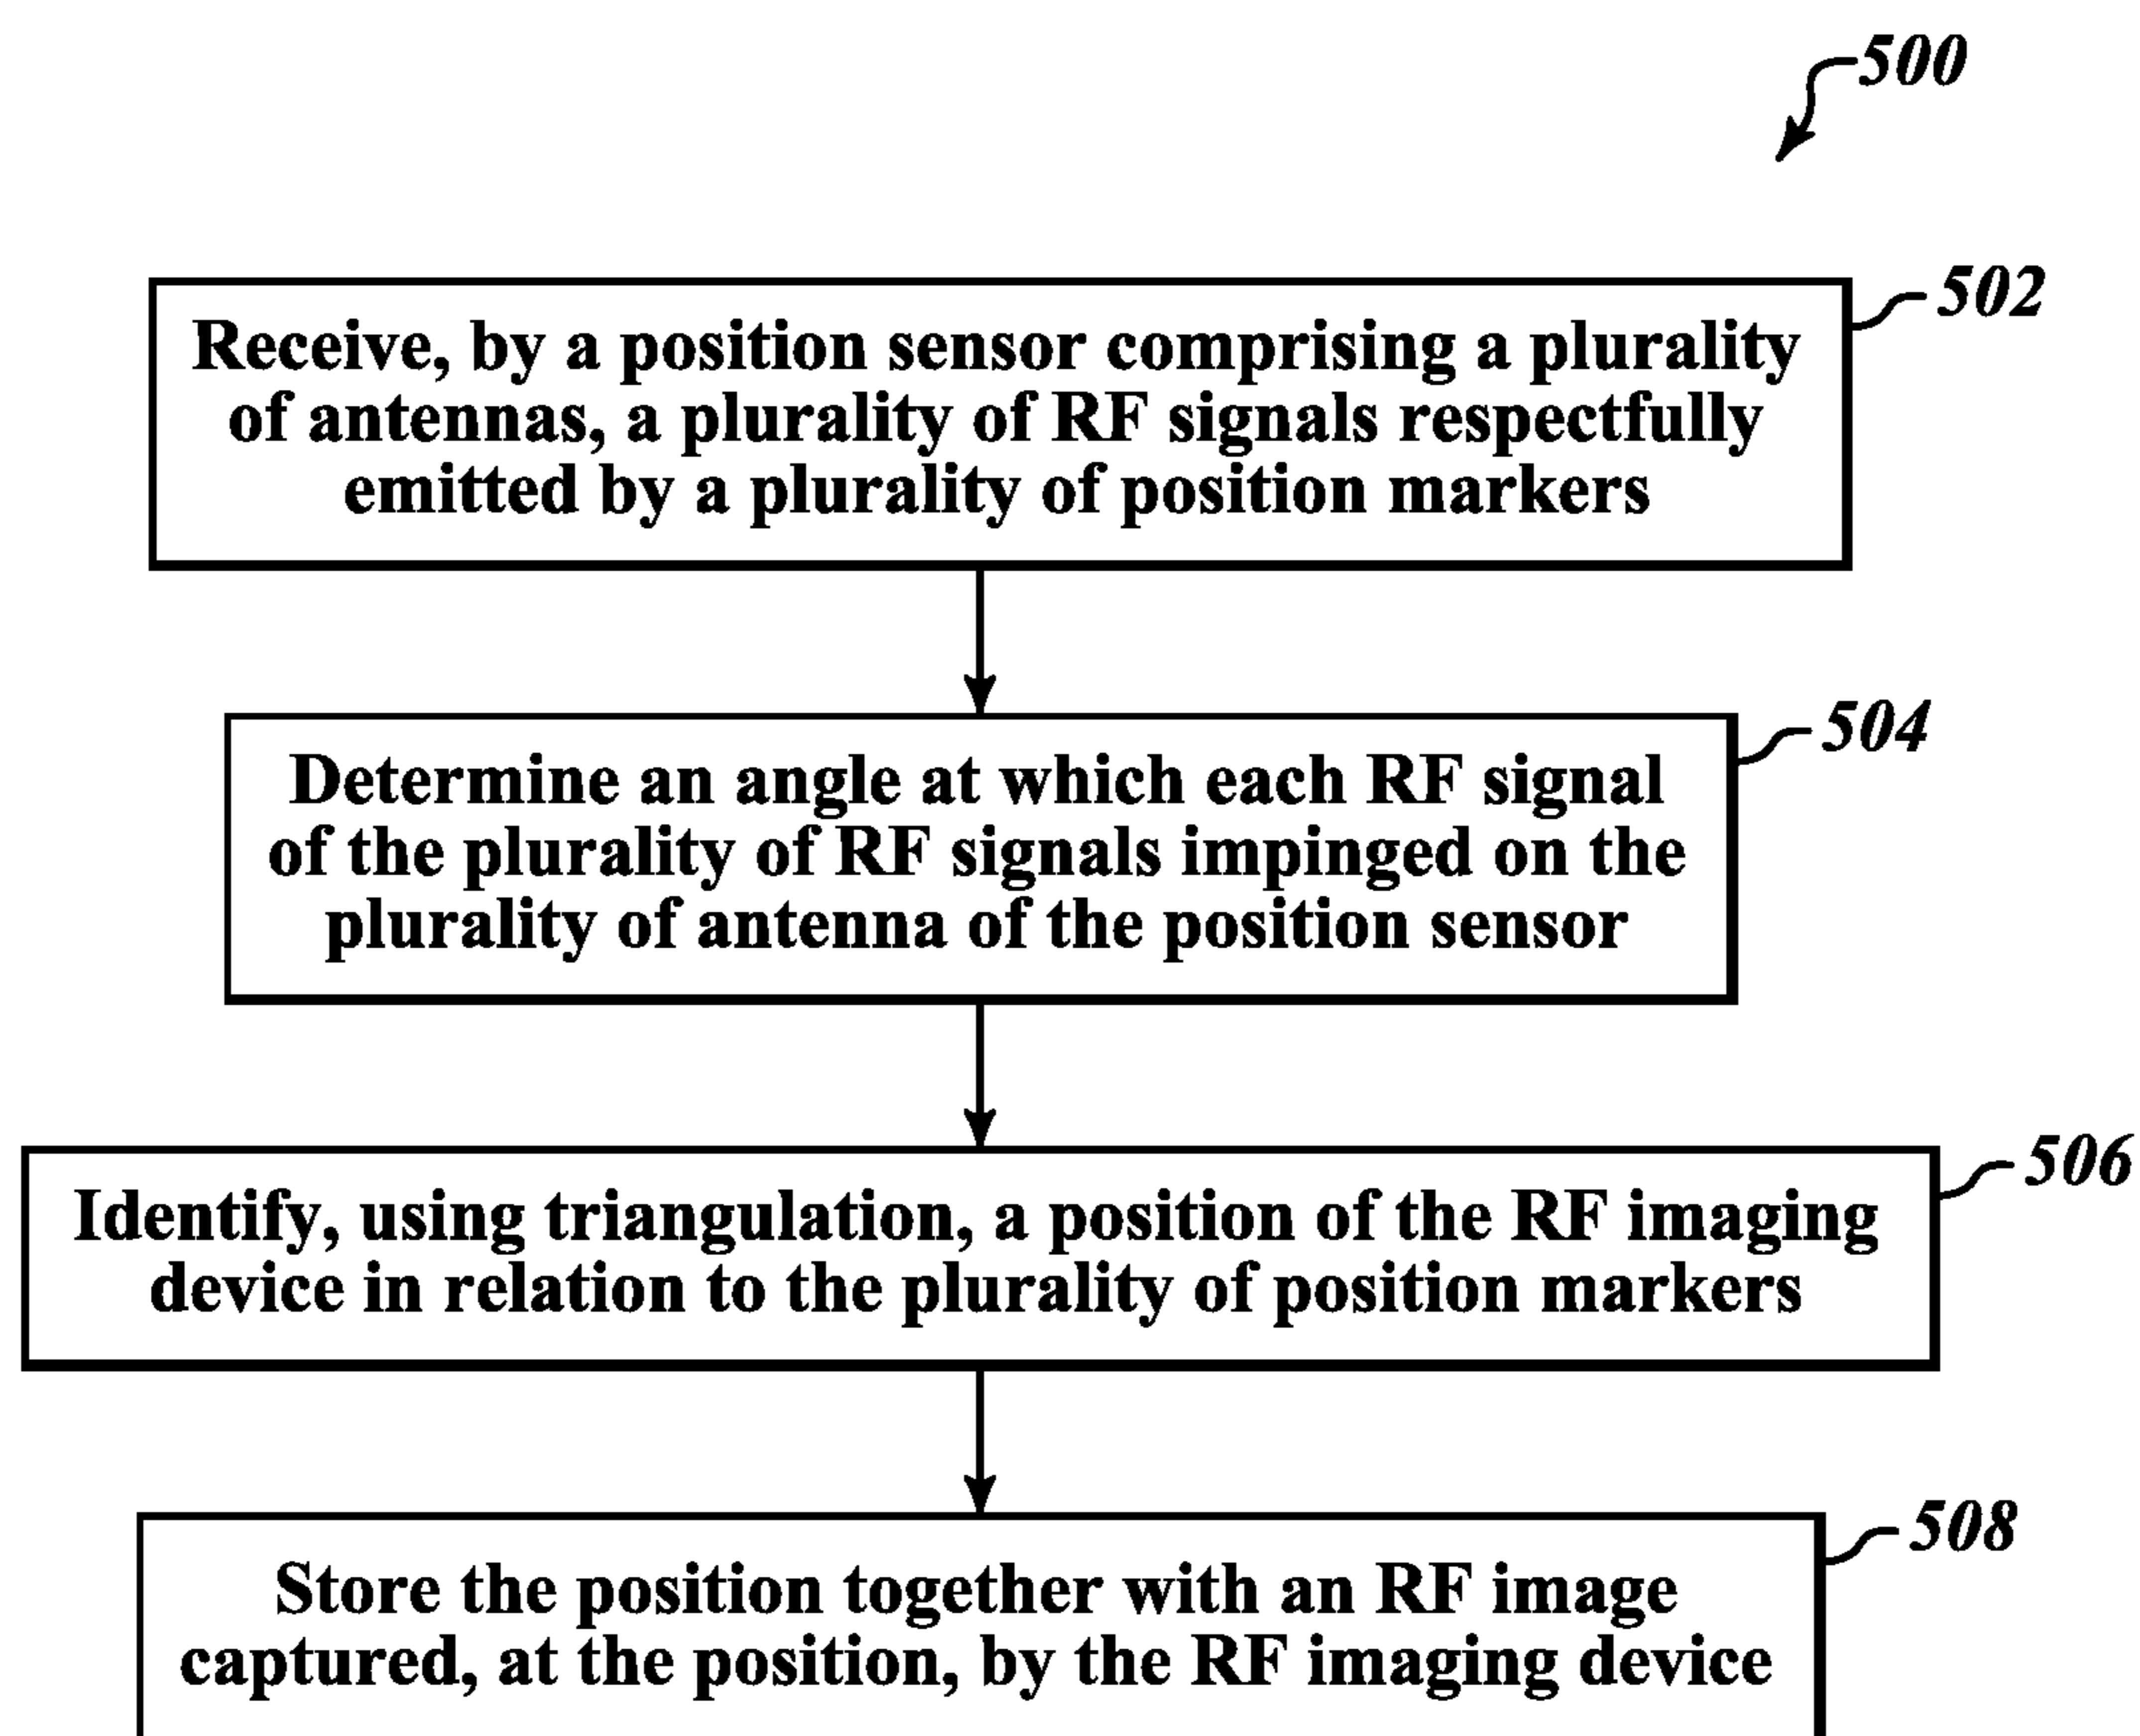 500
502
Receive, by a position sensor comprising a plurality
of antennas, a plurality of RF signals respectfully
emitted by a plurality of position markers
504
Determine an angle at which each RF signal
of the plurality of RF signals impinged on the
plurality of antenna of the position sensor
506
Identify, using triangulation, a position of the RF imaging
device in relation to the plurality of position markers
508
Store the position together with an RF image
captured, at the position, by the RF imaging device